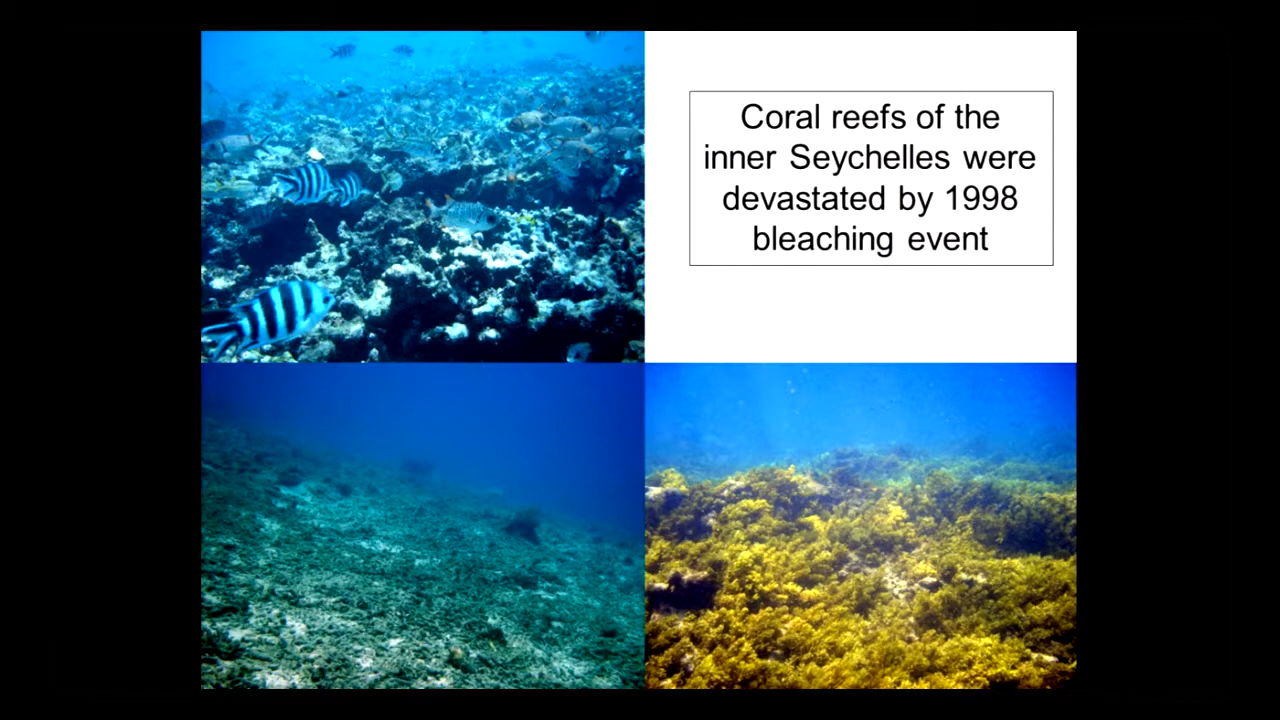 Coral reefs of the
inner Seychelles were
devastated by 1998
bleaching event